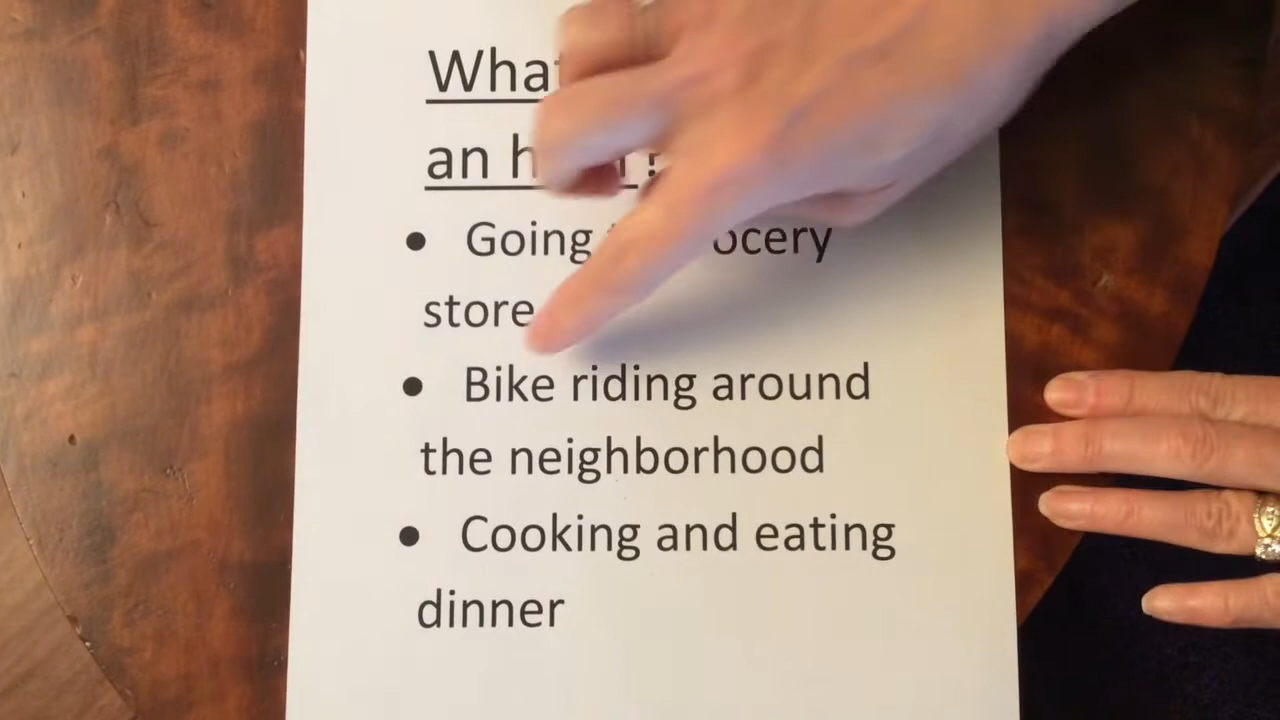 What
an h ?
• Going ocery
store
• Bike riding around
the neighborhood
• Cooking and eating
dinner